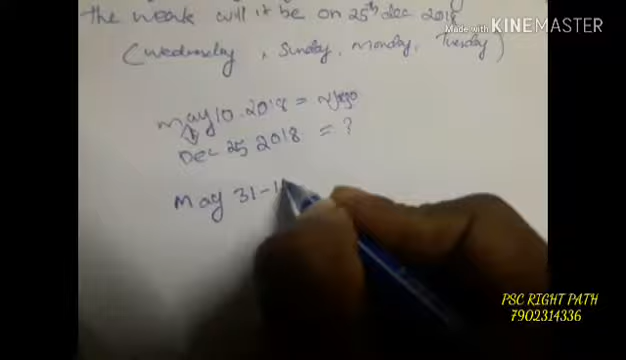 the weak will it be on 25th dec 2018
Made with KINEMASTER
(Wednesday, Sunday, Monday, Tuesday)
May 10. 2018 =
Dec 25 2018 = ?
May 31-1
PSC RIGHT PATH
7902314336